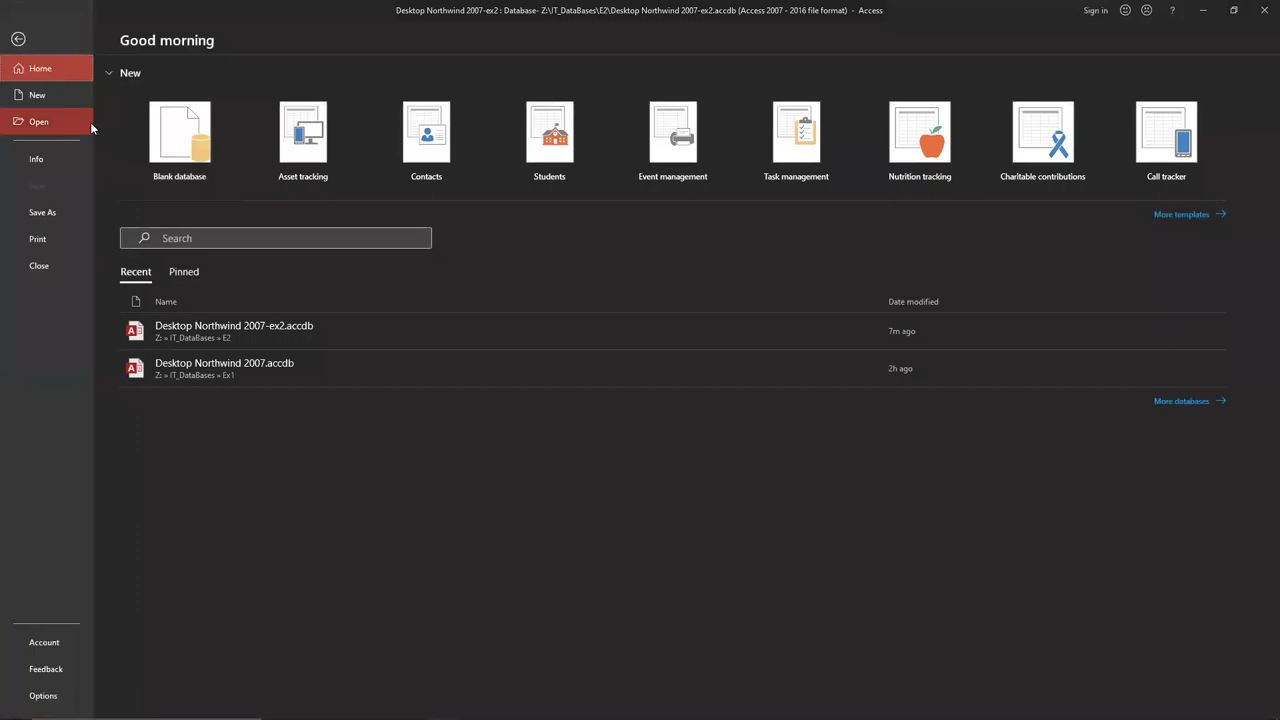 Desktop Northwind 2007-ex2 : Database- Z:\IT_DataBases\E2\Desktop Northwind 2007-ex2.accdb (Access 2007 - 2016 file format) - Access
Sign in
?
Good morning
Home
New
Open
Info
Save
Save As
Print
Close
Account
Feedback
Options
New
Blank database
Asset tracking
Contacts
Students
Event management
Task management
Nutrition tracking
Charitable contributions
Call tracker
More templates
Search
Recent Pinned
Name Date modified
Desktop Northwind 2007-ex2.accdb 7m ago
Z: » IT_DataBases » E2
Desktop Northwind 2007.accdb 2h ago
Z: » IT_DataBases » Ex1
More databases